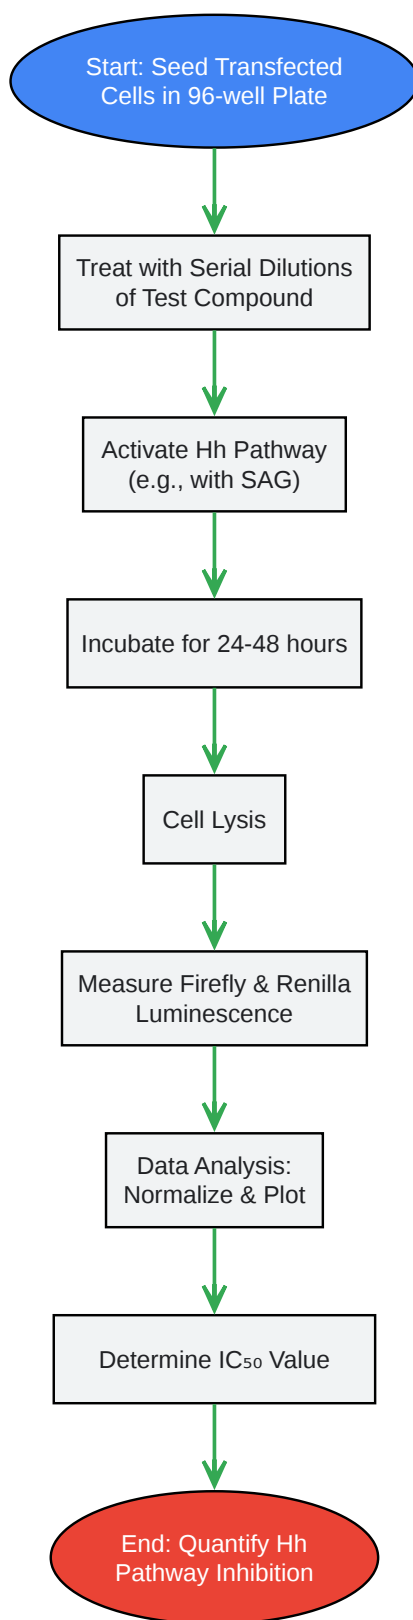 Start: Seed Transfected
Cells in 96-well Plate
Treat with Serial Dilutions
of Test Compound
Activate Hh Pathway
(e.g., with SAG)
Incubate for 24-48 hours
Cell Lysis
Measure Firefly & Renilla
Luminescence
Data Analysis:
Normalize & Plot
Determine IC₅₀ Value
End: Quantify Hh
Pathway Inhibition